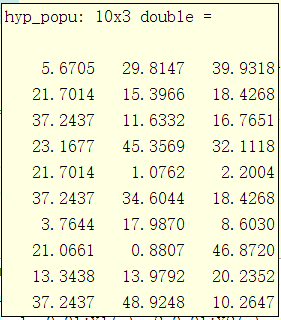 hyp_popu: 10x3 double =
5.6705 29.8147 39.9318
21.7014 15.3966 18.4268
37.2437 11.6332 16.7651
23.1677 45.3569 32.1118
21.7014 1.0762 2.2004
37.2437 34.6044 18.4268
3.7644 17.9870 8.6030
21.0661 0.8807 46.8720
13.3438 13.9792 20.2352
37.2437 48.9248 10.2647